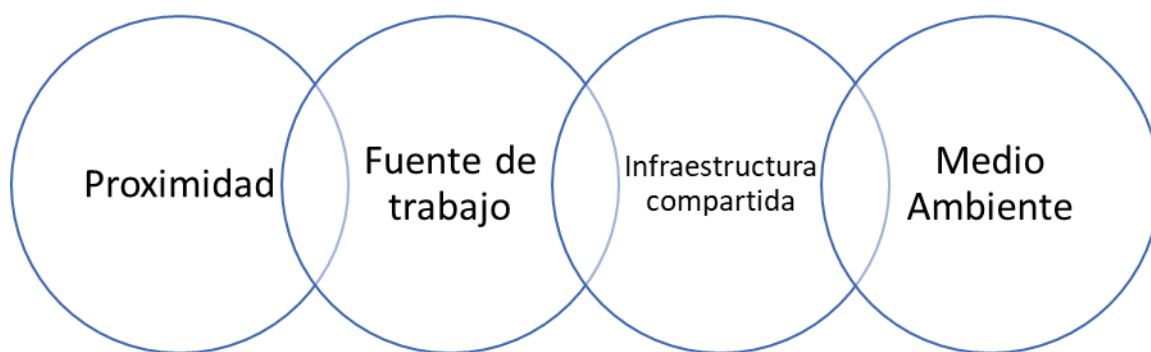 Proximidad
Fuente de
trabajo
Infraestructura
compartida
Medio
Ambiente